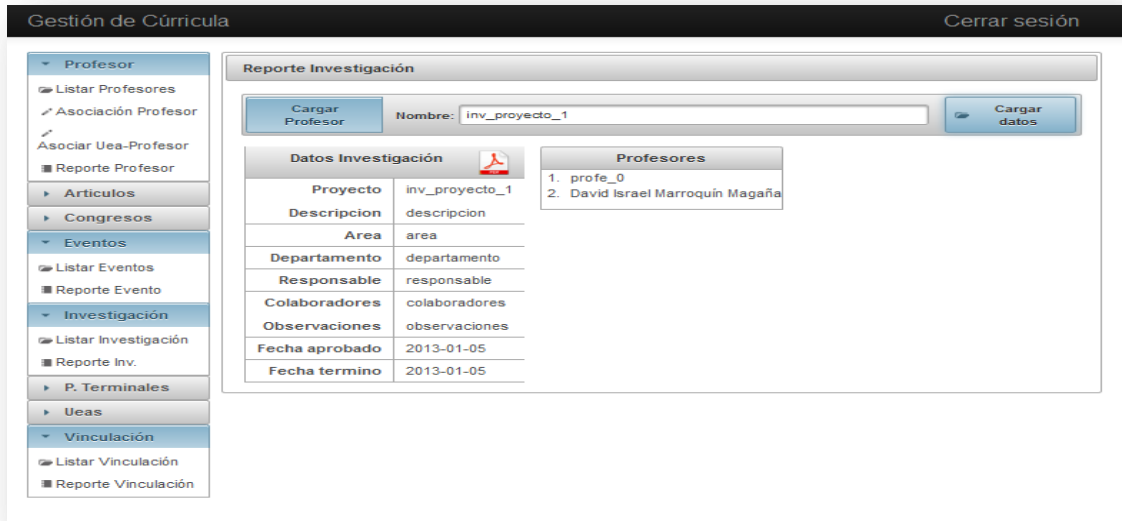 Gestión de Cúrricula
Cerrar sesión
Profesor
Listar Profesores
Asociación Profesor
Asociar Uea-Profesor
Reporte Profesor
Articulos
Congresos
Eventos
Listar Eventos
Reporte Evento
Investigación
Listar Investigación
Reporte Inv.
P. Terminales
Ueas
Vinculación
Listar Vinculación
Reporte Vinculación
Reporte Investigación
Cargar
Profesor
Nombre: inv_proyecto_1
Cargar
datos
Datos Investigación
Proyecto inv_proyecto_1
Descripcion descripcion
Area area
Departamento departamento
Responsable responsable
Colaboradores colaboradores
Observaciones observaciones
Fecha aprobado 2013-01-05
Fecha termino 2013-01-05
Profesores
1. profe_0
2. David Israel Marroquín Magaña